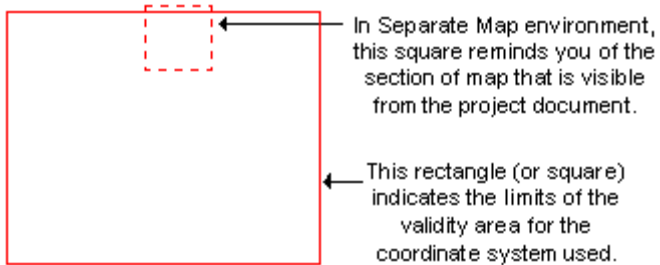 In Separate Map environment,
this square reminds you of the
section of map that is visible
from the project document.
This rectangle (or square)
indicates the limits of the
validity area for the
coordinate system used.